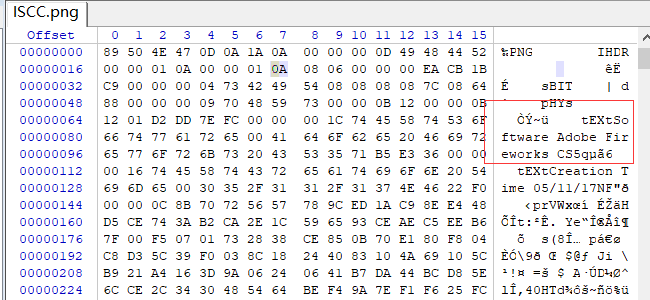 ISCC.png
Offset 0 1 2 3 4 5 6 7 8 9 10 11 12 13 14 15
00000000 89 50 4E 47 0D 0A 1A 0A 00 00 00 0D 49 48 44 52 ‰PNG IHDR
00000016 00 00 01 0A 00 00 01 0A 08 06 00 00 00 EA CB 1B êË
00000032 C9 00 00 00 04 73 42 49 54 08 08 08 08 7C 08 64 É sBIT | d
00000048 88 00 00 00 09 70 48 59 73 00 00 0B 12 00 00 0B pHYs
00000064 12 01 D2 DD 7E FC 00 00 00 1C 74 45 58 74 53 6F ÒÝ~ü tEXtSo
00000080 66 74 77 61 72 65 00 41 64 6F 62 65 20 46 69 72 ftware Adobe Fir
00000096 65 77 6F 72 6B 73 20 43 53 35 71 B5 E3 36 00 00 eworks CS5qµã6
00000112 00 16 74 45 58 74 43 72 65 61 74 69 6F 6E 20 54 tEXtCreation T
00000128 69 6D 65 00 30 35 2F 31 31 2F 31 37 4E 46 22 F0 ime 05/11/17NF"ð
00000144 00 00 0C 8B 70 72 56 57 78 9C ED 1A C9 8E E4 48 ‹prVWxœí ÉŽäH
00000160 D5 CE 74 3A B2 CA 2E 1C 59 65 93 CE AE C5 EE B6 ÕÎt:²Ê. Ye“Î®Åî¶
00000176 7F 00 F5 07 01 73 28 38 CE 85 0B 70 E1 80 F8 04 õ s(8Î… pá€ø
00000192 C8 D3 5C 39 F0 03 8C 18 24 40 83 10 4A 69 10 5C ÈÓ\9ð Œ $@ƒ Ji \
00000208 B9 21 A4 16 3D 9A 06 24 06 41 B7 DA 44 BC D8 5E ¹!¤ =š $ A·ÚD¼Ø^
00000224 6C CE 2C 34 30 4D 64 BE F4 9A 7E F1 F6 25 FC